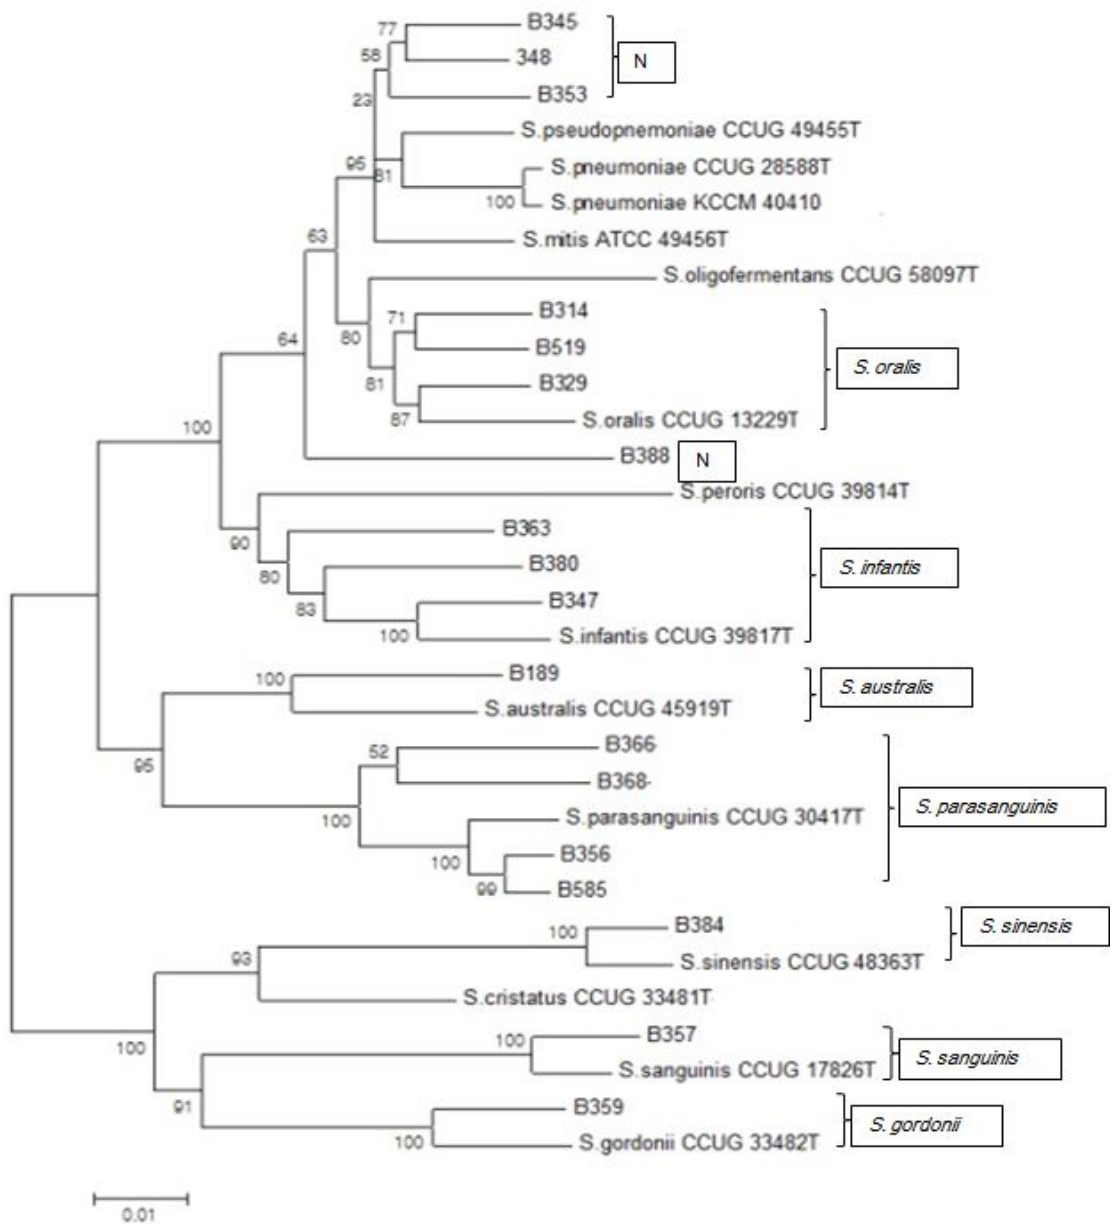 B345
77
58
348
N
B353
23
S.pseudopnemoniae CCUG 49455T
95
81
S.pneumoniae CCUG 28588T
100
S.pneumoniae KCCM 40410
63
S.mitis ATCC 49456T
S.oligofermentans CCUG 58097T
B314
71
64
80
B519
S. oralis
81
B329
87
S.oralis CCUG 13229T
100
B388
N
S.peroris CCUG 39814T
90
B363
80
B380
S. infantis
83
B347
100
S.infantis CCUG 39817T
100
B189
S. australis
S.australis CCUG 45919T
95
52
B366
B368
S. parasanguinis
100
S.parasanguinis CCUG 30417T
100
B356
99
B585
B384
100
S. sinensis
93
S.sinensis CCUG 48363T
S.cristatus CCUG 33481T
100
B357
100
S. sanguinis
S.sanguinis CCUG 17826T
91
B359
S. gordonii
100
S.gordonii CCUG 33482T
0.01